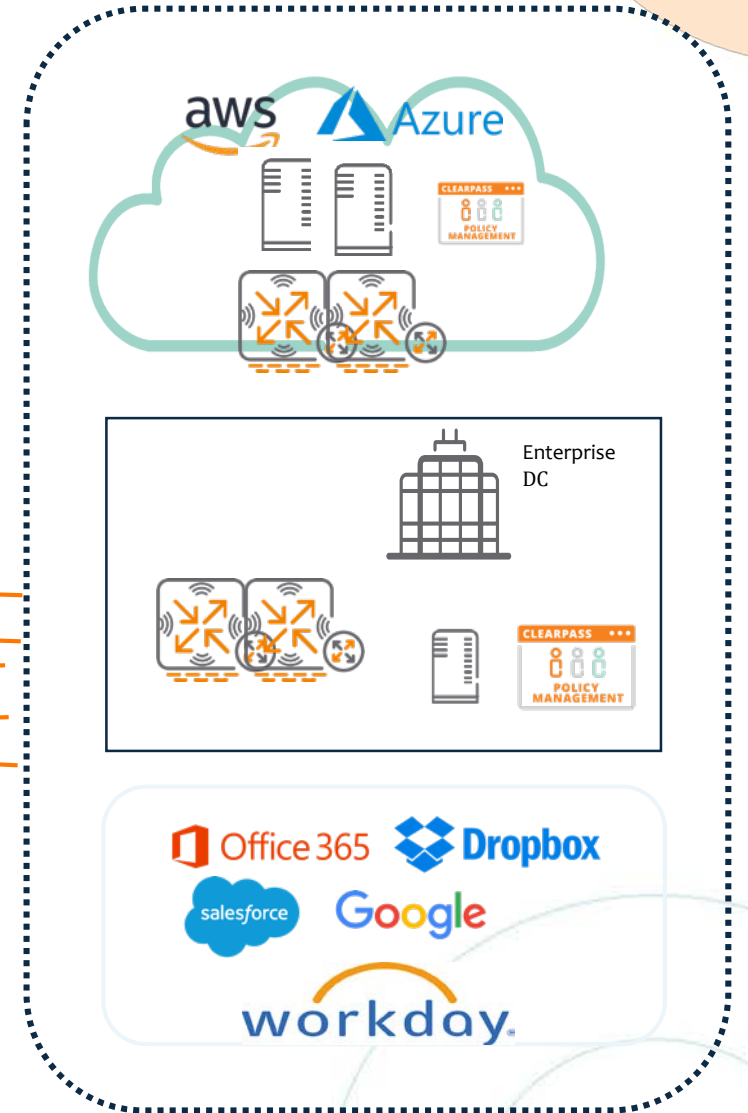 aws Azure
CLEARPASS
POLICY
MANAGEMENT
Enterprise
DC
CLEARPASS
POLICY
MANAGEMENT
Office 365 Dropbox
salesforce Google
workday.